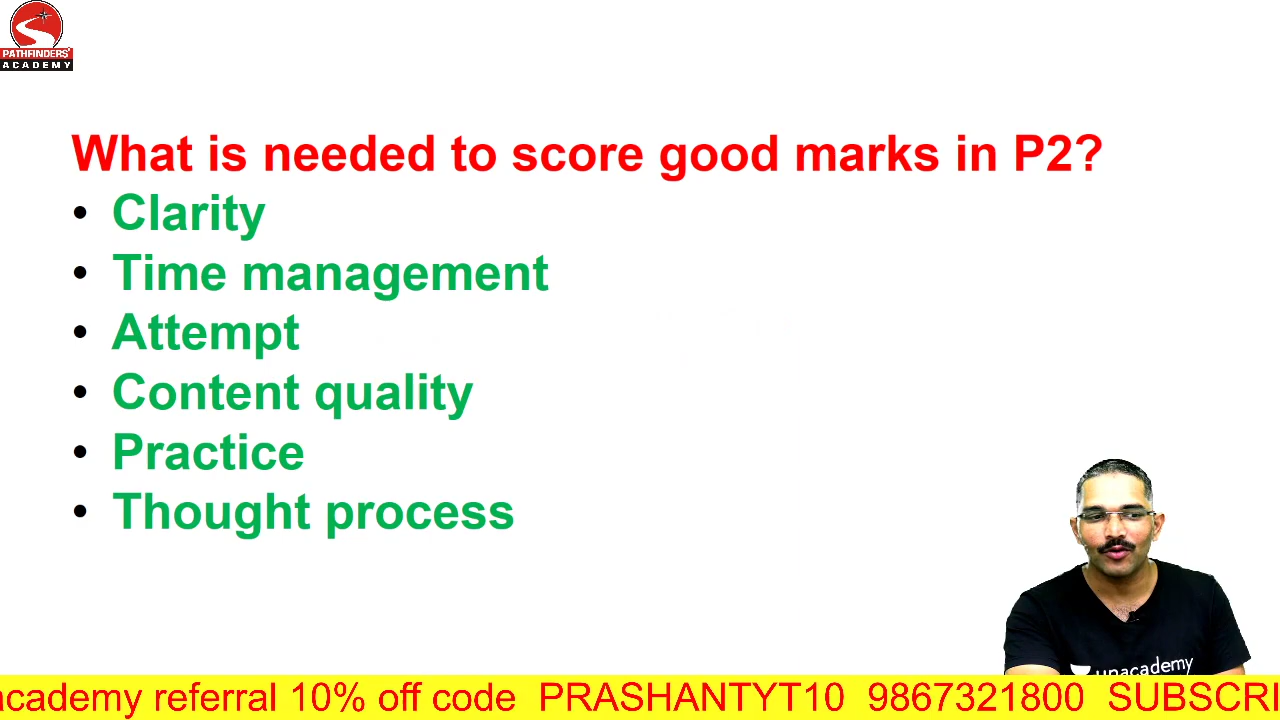 PATHFINDERS'
ACADEMY
What is needed to score good marks in P2?
• Clarity
• Time management
• Attempt
• Content quality
• Practice
• Thought process
unacademy
academy referral 10% off code PRASHANTYT10 9867321800 SUBSCRI